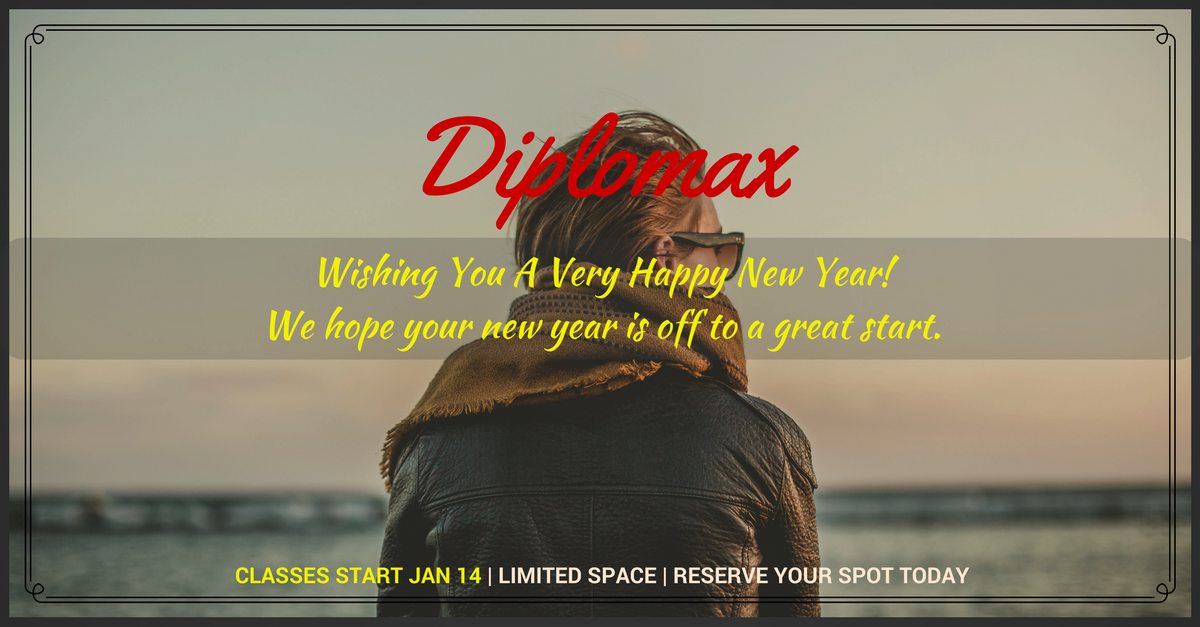 Diplomax
Wishing You A Very Happy New Year!
We hope your new year is off to a great start.
CLASSES START JAN 14 | LIMITED SPACE | RESERVE YOUR SPOT TODAY